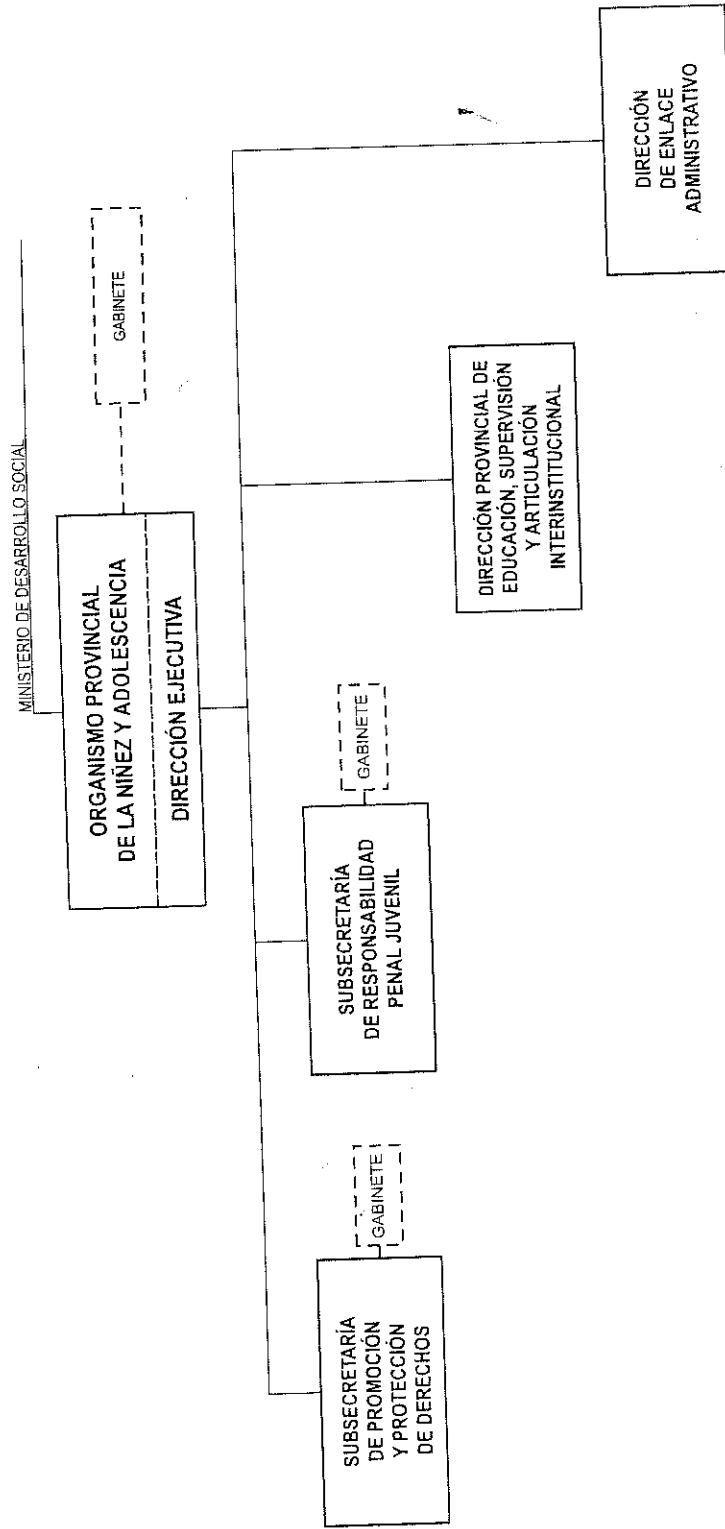 MINISTERIO DE DESARROLLO SOCIAL
ORGANISMO PROVINCIAL
DE LA NIÑEZ Y ADOLESCENCIA
DIRECCIÓN EJECUTIVA
GABINETE
SUBSECRETARÍA
DE PROMOCIÓN
Y PROTECCIÓN
DE DERECHOS
GABINETE
SUBSECRETARÍA
DE RESPONSABILIDAD
PENAL JUVENIL
GABINETE
DIRECCIÓN PROVINCIAL DE
EDUCACIÓN, SUPERVISIÓN
Y ARTICULACIÓN
INTERINSTITUCIONAL
DIRECCIÓN
DE ENLACE
ADMINISTRATIVO